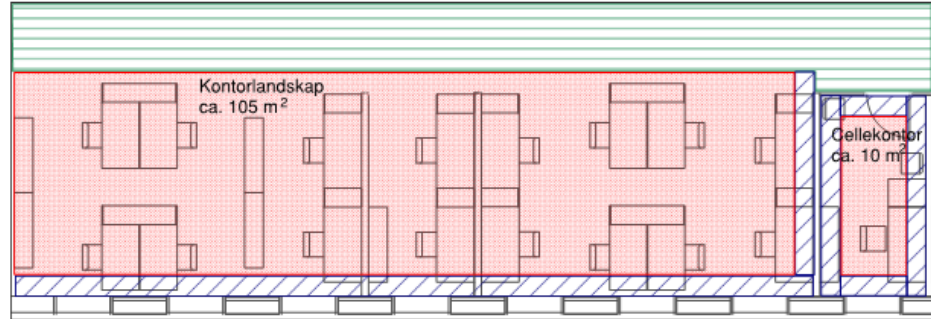 Kontorlandskap
ca. 105 m²
Cellekontor
ca. 10 m²